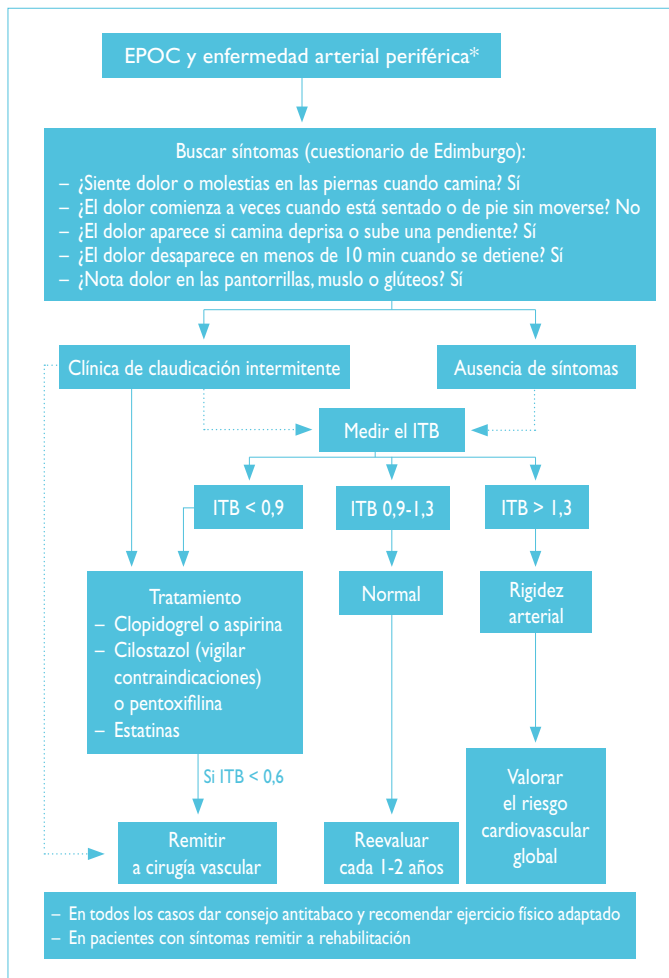 EPOC y enfermedad arterial periférica*
Buscar síntomas (cuestionario de Edimburgo):
– ¿Siente dolor o molestias en las piernas cuando camina? Sí
– ¿El dolor comienza a veces cuando está sentado o de pie sin moverse? No
– ¿El dolor aparece si camina deprisa o sube una pendiente? Sí
– ¿El dolor desaparece en menos de 10 min cuando se detiene? Sí
– ¿Nota dolor en las pantorrillas, muslo o glúteos? Sí
Clínica de claudicación intermitente
Ausencia de síntomas
Medir el ITB
ITB < 0,9
ITB 0,9-1,3
ITB > 1,3
Tratamiento
– Clopidogrel o aspirina
– Cilostazol (vigilar
contraindicaciones)
o pentoxifilina
– Estatinas
Normal
Rigidez
arterial
Si ITB < 0,6
Remitir
a cirugía vascular
Reevaluar
cada 1-2 años
Valorar
el riesgo
cardiovascular
global
– En todos los casos dar consejo antitabaco y recomendar ejercicio físico adaptado
– En pacientes con síntomas remitir a rehabilitación